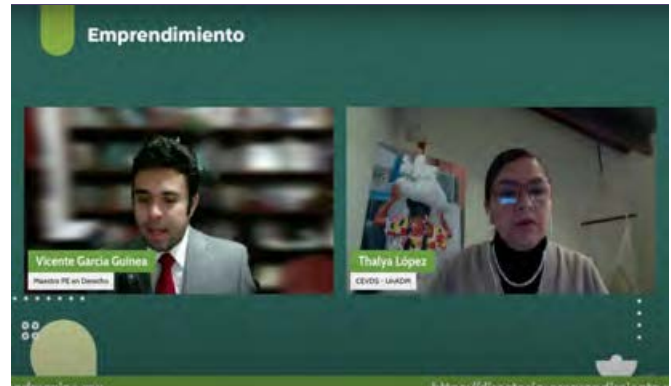 Emprendimiento
Vicente García Guinea
Maestro PE en Derecho
Thalya López
CEVDS - UnADM